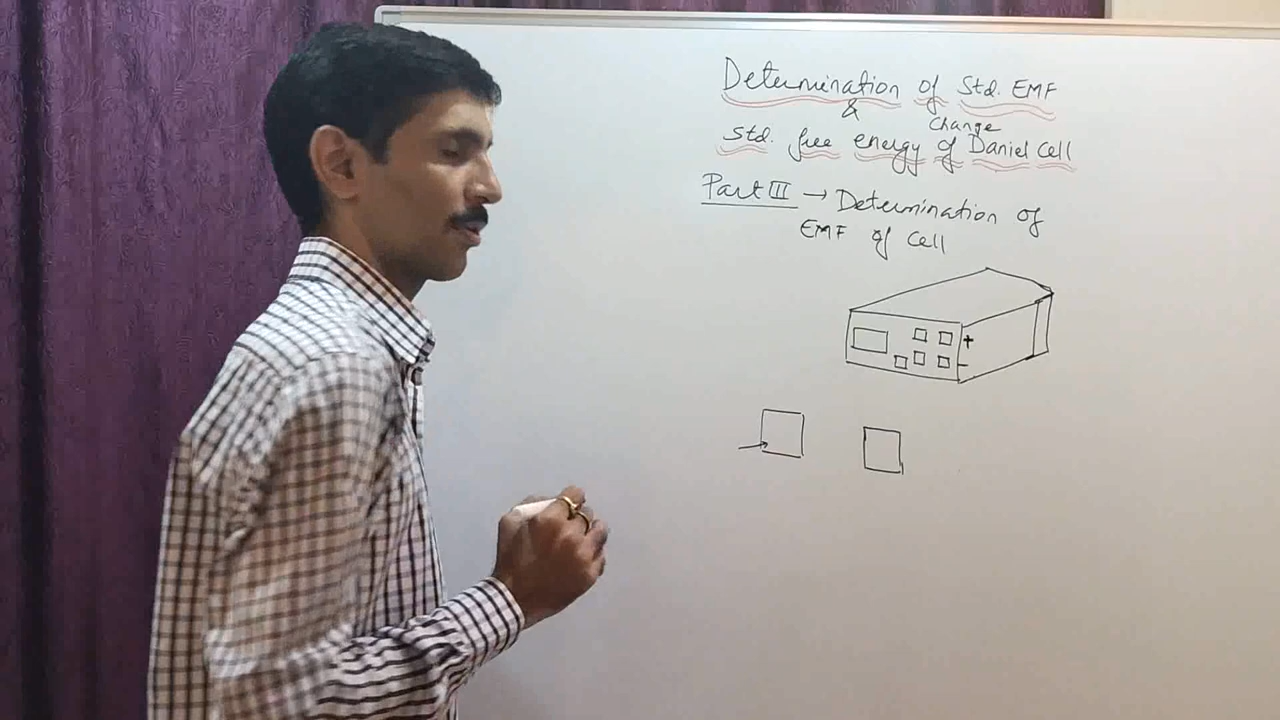 Determination of Std. EMF
&
Change
Std. free energy of Daniel Cell
Part III → Determination of
EMF of Cell
+
−